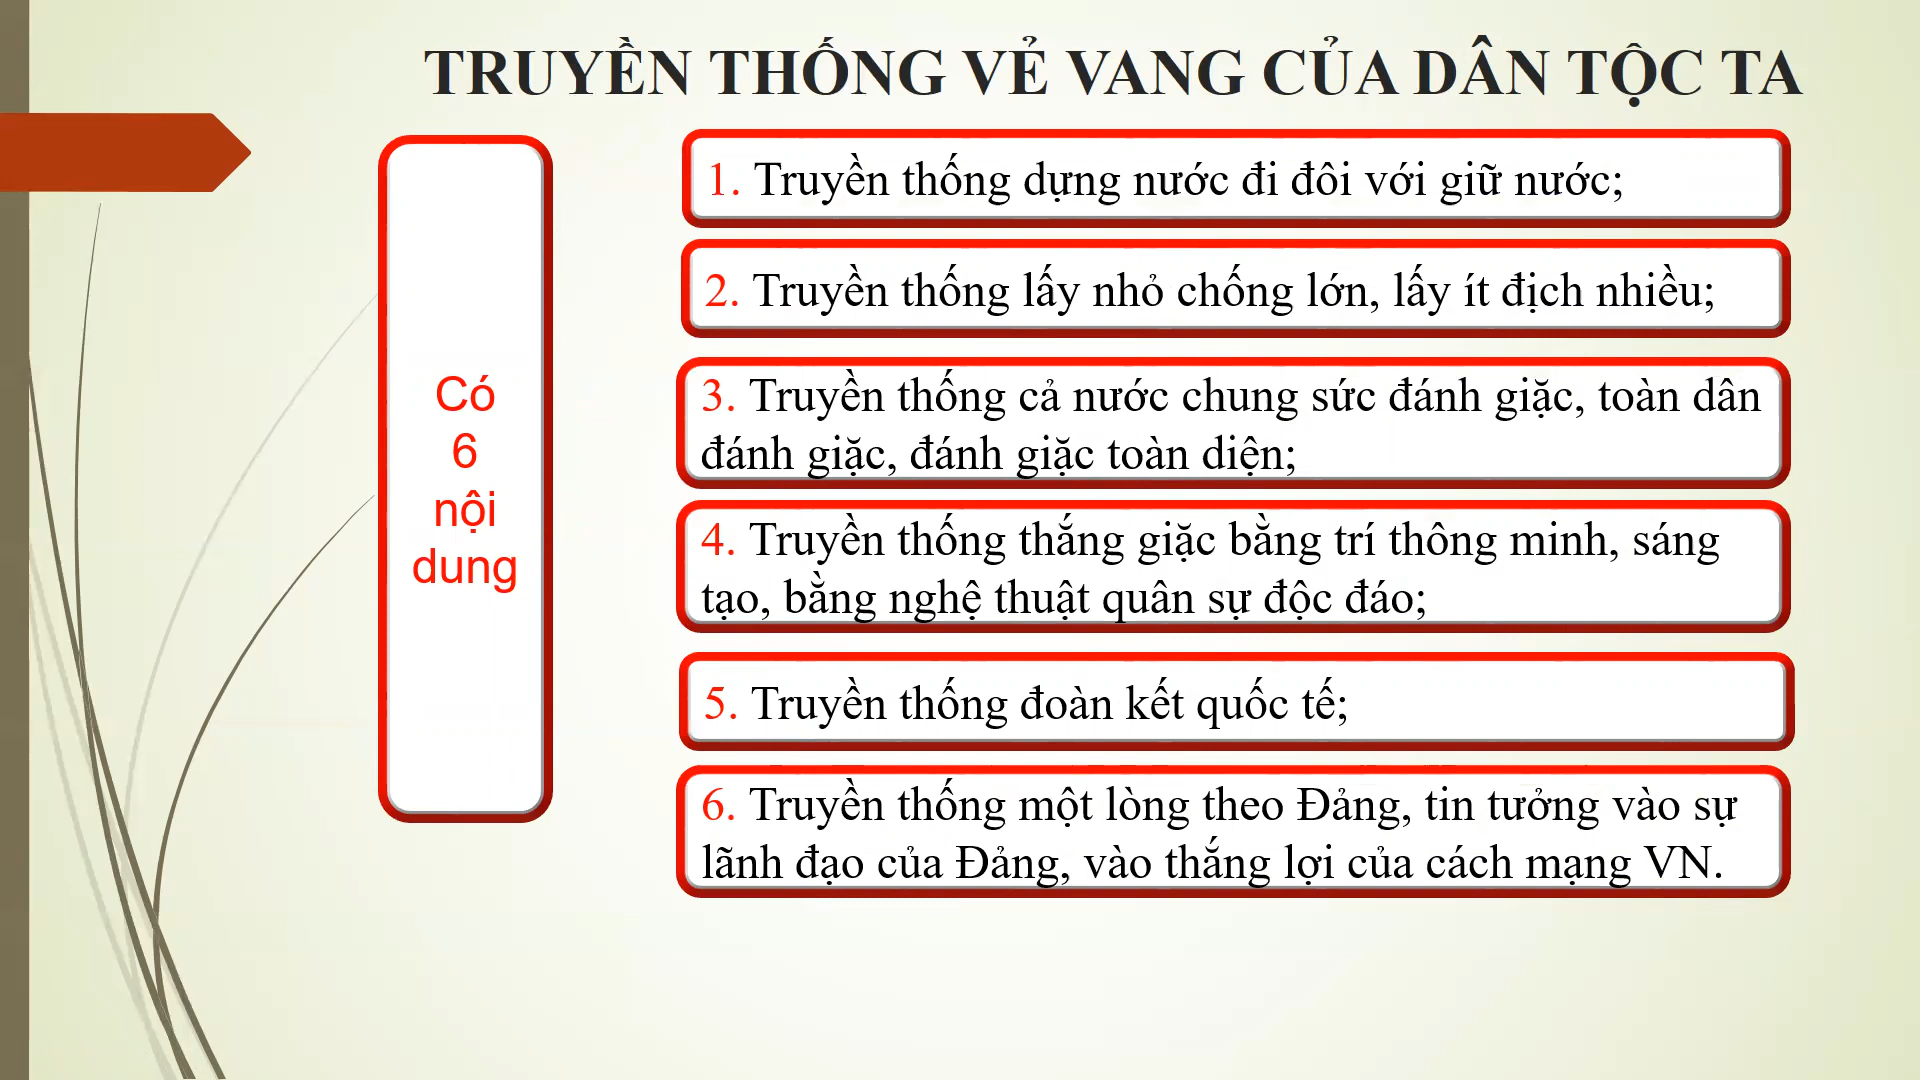 TRUYỀN THỐNG VẺ VANG CỦA DÂN TỘC TA
Có
6
nội
dung
1. Truyền thống dựng nước đi đôi với giữ nước;
2. Truyền thống lấy nhỏ chống lớn, lấy ít địch nhiều;
3. Truyền thống cả nước chung sức đánh giặc, toàn dân
đánh giặc, đánh giặc toàn diện;
4. Truyền thống thắng giặc bằng trí thông minh, sáng
tạo, bằng nghệ thuật quân sự độc đáo;
5. Truyền thống đoàn kết quốc tế;
6. Truyền thống một lòng theo Đảng, tin tưởng vào sự
lãnh đạo của Đảng, vào thắng lợi của cách mạng VN.